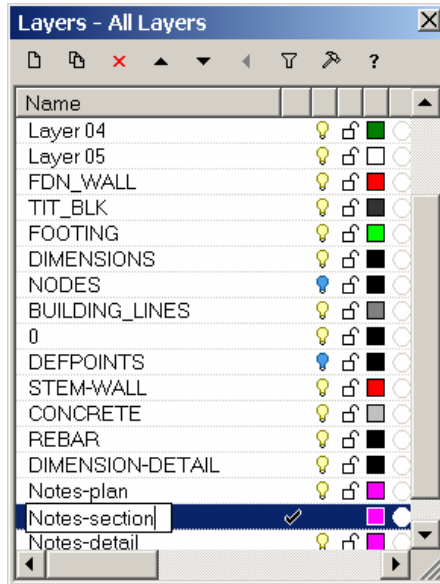 Layers - All Layers
?
Name
Layer 04
Layer 05
FDN_WALL
TIT_BLK
FOOTING
DIMENSIONS
NODES
BUILDING_LINES
0
DEFPOINTS
STEM-WALL
CONCRETE
REBAR
DIMENSION-DETAIL
Notes-plan
Notes-section
Notes-detail